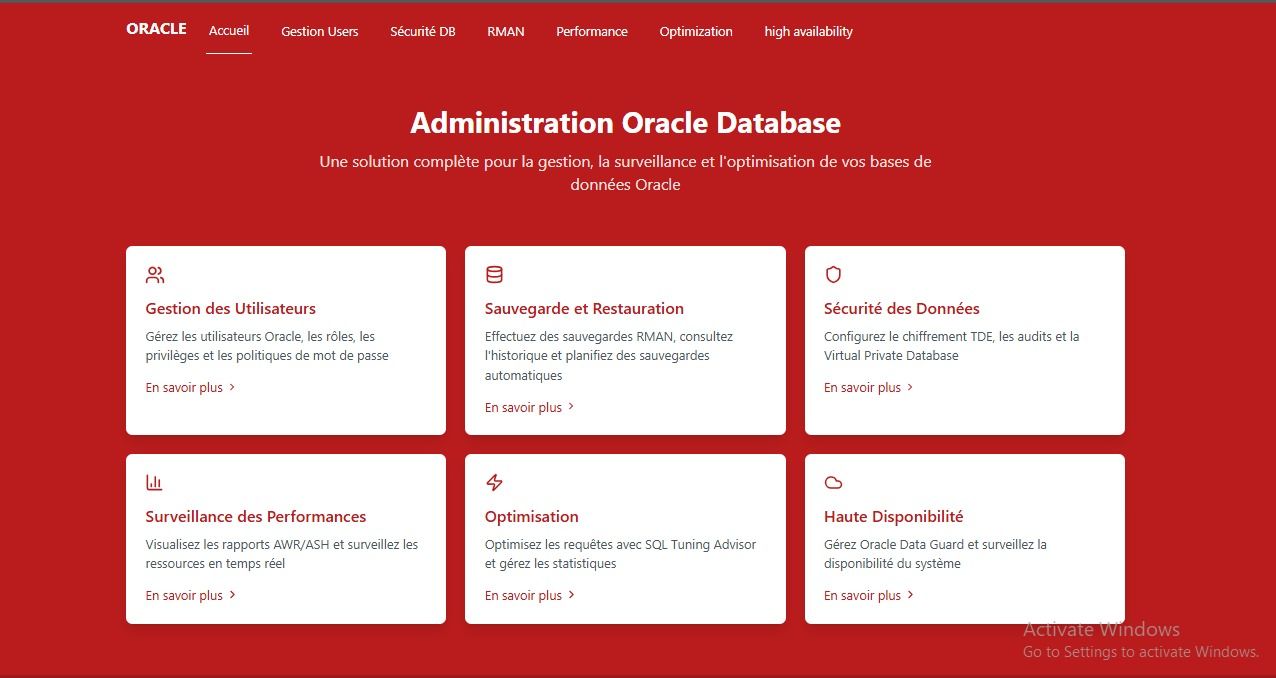 ORACLE Accueil Gestion Users Sécurité DB RMAN Performance Optimization high availability
Administration Oracle Database
Une solution complète pour la gestion, la surveillance et l'optimisation de vos bases de
données Oracle
Gestion des Utilisateurs
Gérez les utilisateurs Oracle, les rôles, les
privilèges et les politiques de mot de passe
En savoir plus
Sauvegarde et Restauration
Effectuez des sauvegardes RMAN, consultez
l'historique et planifiez des sauvegardes
automatiques
En savoir plus
Sécurité des Données
Configurez le chiffrement TDE, les audits et la
Virtual Private Database
En savoir plus
Surveillance des Performances
Visualisez les rapports AWR/ASH et surveillez les
ressources en temps réel
En savoir plus
Optimisation
Optimisez les requêtes avec SQL Tuning Advisor
et gérez les statistiques
En savoir plus
Haute Disponibilité
Gérez Oracle Data Guard et surveillez la
disponibilité du système
En savoir plus
Activate Windows
Go to Settings to activate Windows.